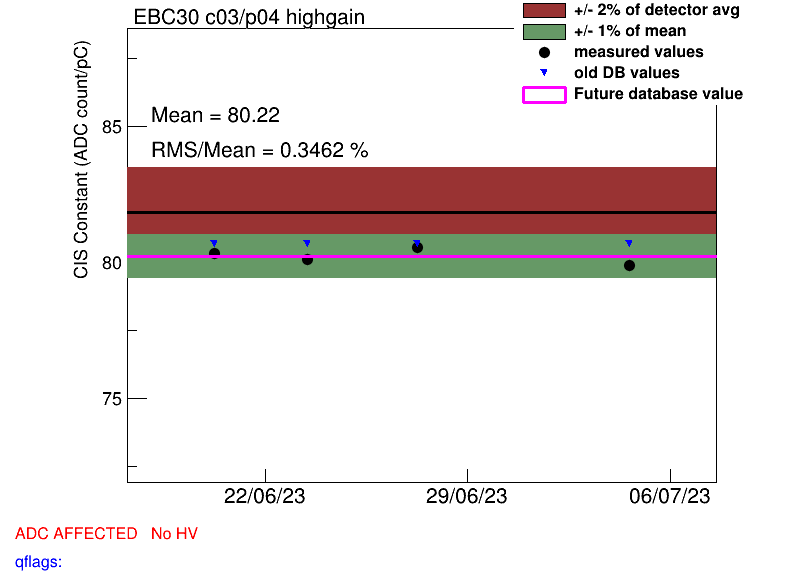 EBC30 c03/p04 highgain
+/- 2% of detector avg
+/- 1% of mean
measured values
old DB values
Future database value
CIS Constant (ADC count/pC)
Mean = 80.22
RMS/Mean = 0.3462 %
85
80
75
22/06/23
29/06/23
06/07/23
ADC AFFECTED No HV
qflags: